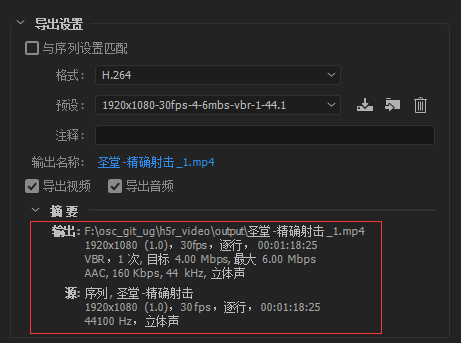 导出设置
与序列设置匹配
格式: H.264
预设: 1920x1080-30fps-4-6mbs-vbr-1-44.1
注释:
输出名称: 圣堂-精确射击 _1.mp4
导出视频 导出音频
摘要
输出: F:\osc_git_ug\h5r_video\output\圣堂-精确射击 _1.mp4
1920x1080 (1.0), 30fps, 逐行, 00:01:18:25
VBR, 1 次, 目标 4.00 Mbps, 最大 6.00 Mbps
AAC, 160 Kbps, 44 kHz, 立体声
源: 序列, 圣堂-精确射击
1920x1080 (1.0), 30fps, 逐行, 00:01:18:25
44100 Hz, 立体声